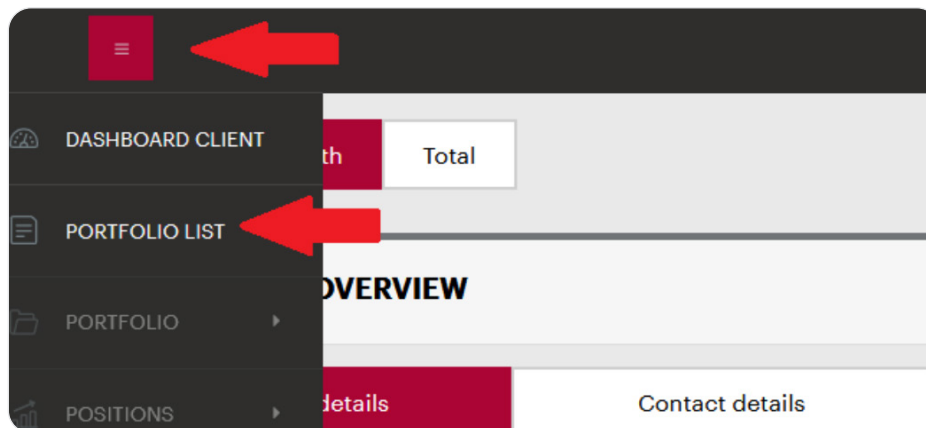 DASHBOARD CLIENT
th
Total
PORTFOLIO LIST
OVERVIEW
PORTFOLIO
details
Contact details
POSITIONS